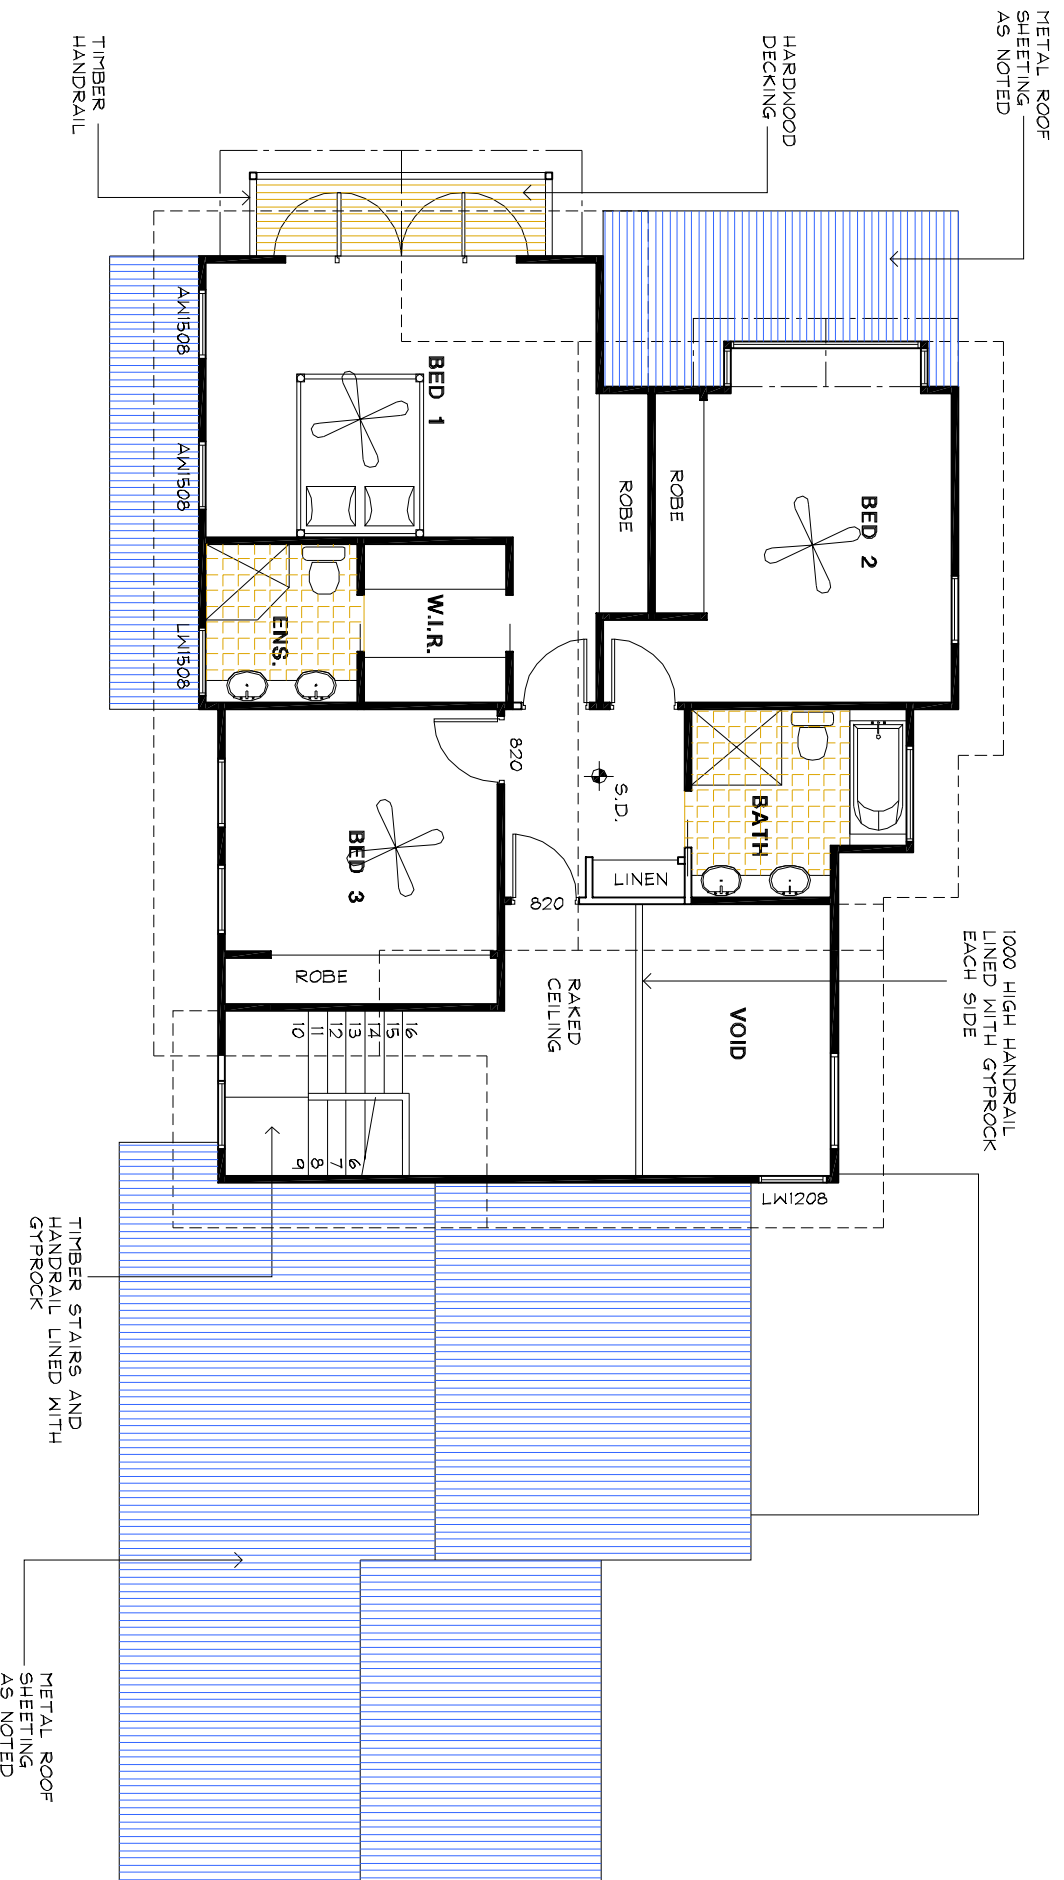 METAL ROOF
SHEETING
AS NOTED
HARDWOOD
DECKING
TIMBER
HANDRAIL
AW1508
AW1508
LW1508
BED 1
ROBE
ROBE
BED 2
W.I.R.
ENS.
820
S.D.
BATH
BED 3
LINEN
820
ROBE
RAKED
CEILING
VOID
1000 HIGH HANDRAIL
LINED WITH GYPROCK
EACH SIDE
10
11
12
13
14
15
16
9
8
7
6
LW1208
TIMBER STAIRS AND
HANDRAIL LINED WITH
GYPROCK
METAL ROOF
SHEETING
AS NOTED